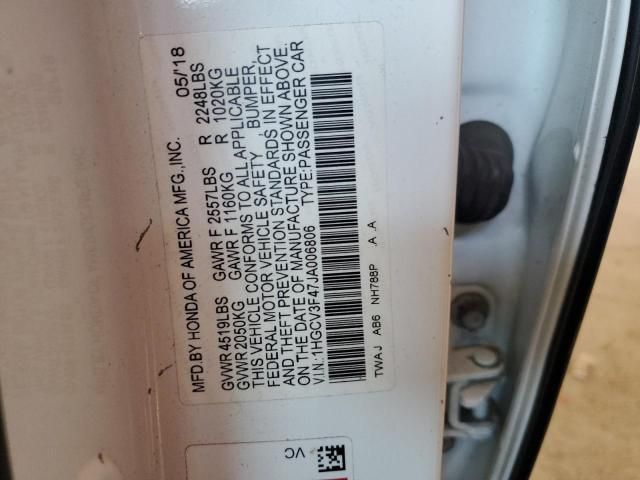 MFD.BY HONDA OF AMERICA MFG.,INC. 05/18
GVWR 4519LBS GAWR F 2557LBS R 2248LBS
GVWR 2050KG GAWR F 1160KG R 1020KG
THIS VEHICLE CONFORMS TO ALL APPLICABLE
FEDERAL MOTOR VEHICLE SAFETY , BUMPER,
AND THEFT PREVENTION STANDARDS IN EFFECT
ON THE DATE OF MANUFACTURE SHOWN ABOVE.
V.I.N.:1HGCV3F47JA006806 TYPE:PASSENGER CAR
TWAJ AB6 NH788P A A
VC